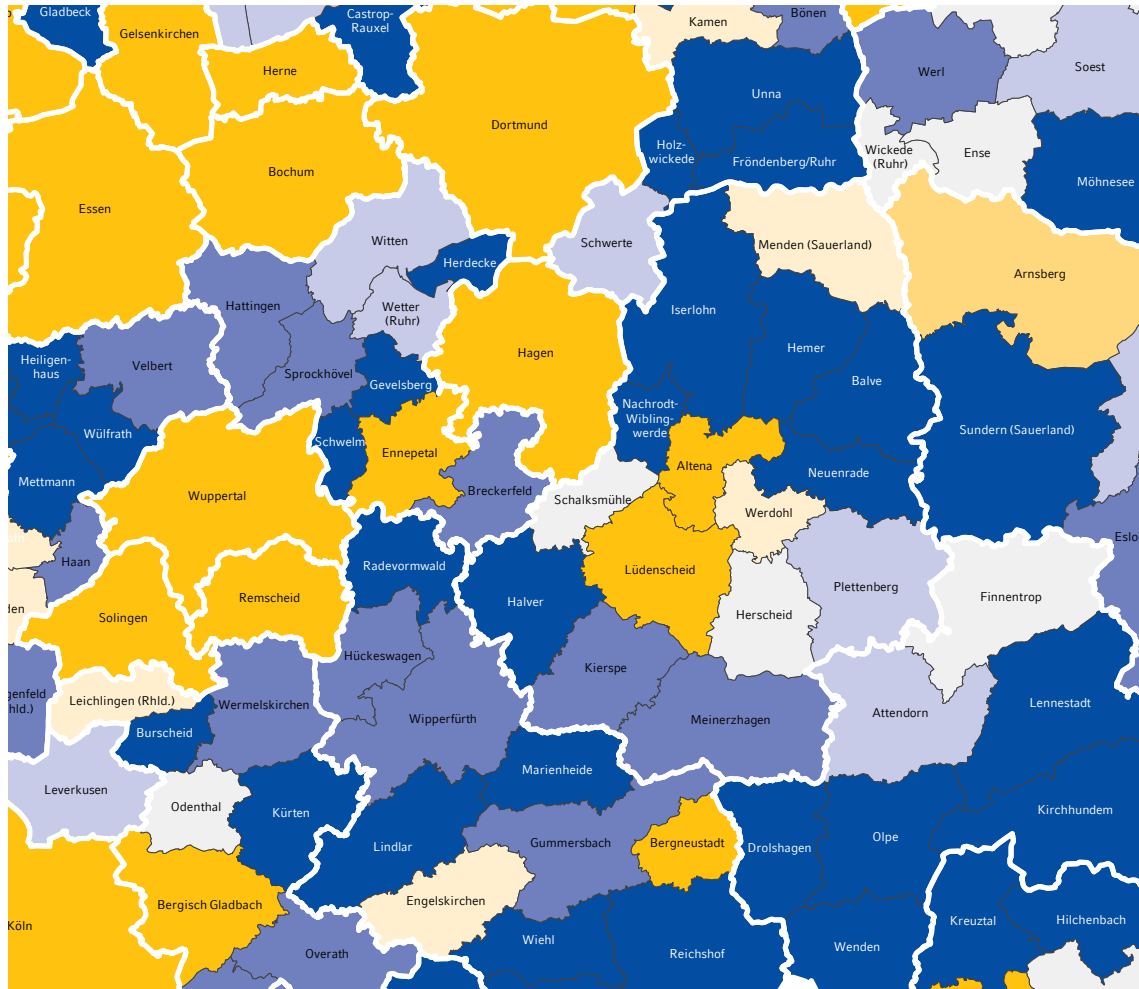 Gladbeck
Castrop-
Rauxel
Gelsenkirchen
Kamen
Bönen
Herne
Werl
Soest
Unna
Dortmund
Holz-
wickede
Fröndenberg/Ruhr
Wickede
(Ruhr)
Ense
Möhnesee
Bochum
Essen
Witten
Schwerte
Menden (Sauerland)
Herdecke
Arnsberg
Hattingen
Wetter
(Ruhr)
Iserlohn
Hagen
Hemer
Heiligen-
haus
Velbert
Sprockhövel
Gevelsberg
Balve
Nachrodt-
Wibling-
werde
Wülfrath
Schwelm
Ennepetal
Sundern (Sauerland)
Altena
Neuenrade
Mettmann
Wuppertal
Breckerfeld
Schalksmühle
Werdohl
Eslo
Haan
Radevormwald
Lüdenscheid
Plettenberg
Finnentrop
den
Solingen
Remscheid
Halver
Herscheid
Hückeswagen
Kierspe
genfeld
hld.)
Leichlingen (Rhld.)
Wermelskirchen
Wipperfürth
Meinerzhagen
Attendorn
Lennestadt
Burscheid
Marienheide
Leverkusen
Odenthal
Kürten
Kirchhundem
Lindlar
Gummersbach
Bergneustadt
Drolshagen
Olpe
Bergisch Gladbach
Engelskirchen
Köln
Kreuztal
Hilchenbach
Wiehl
Overath
Reichshof
Wenden